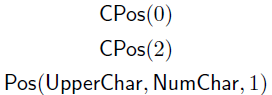 CPos(0)
CPos(2)
Pos(UpperChar, NumChar, 1)